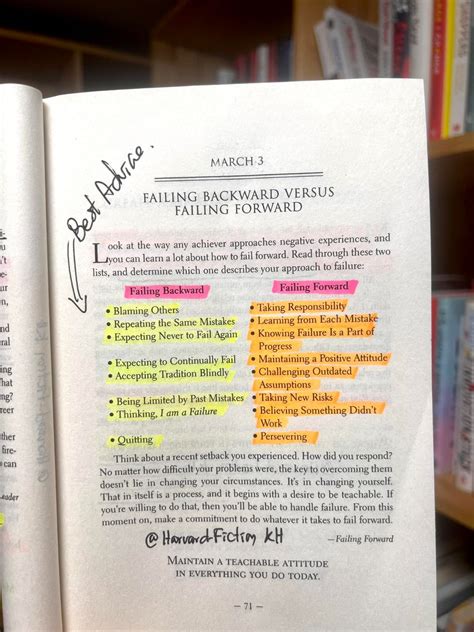 Best Advice.
MARCH 3
FAILING BACKWARD VERSUS
FAILING FORWARD
Look at the way any achiever approaches negative experiences, and
you can learn a lot about how to fail forward. Read through these two
lists, and determine which one describes your approach to failure:
Failing Backward Failing Forward
• Blaming Others • Taking Responsibility
• Repeating the Same Mistakes • Learning from Each Mistake
• Expecting Never to Fail Again • Knowing Failure Is a Part of
Progress
• Expecting to Continually Fail • Maintaining a Positive Attitude
• Accepting Tradition Blindly • Challenging Outdated
Assumptions
• Being Limited by Past Mistakes • Taking New Risks
• Thinking, I am a Failure • Believing Something Didn't
Work
• Quitting • Persevering
Think about a recent setback you experienced. How did you respond?
No matter how difficult your problems were, the key to overcoming them
doesn't lie in changing your circumstances. It's in changing yourself.
That in itself is a process, and it begins with a desire to be teachable. If
you're willing to do that, then you'll be able to handle failure. From this
moment on, make a commitment to do whatever it takes to fail forward.
—Failing Forward
@HarvardFiction KH
MAINTAIN A TEACHABLE ATTITUDE
IN EVERYTHING YOU DO TODAY.
— 71 —